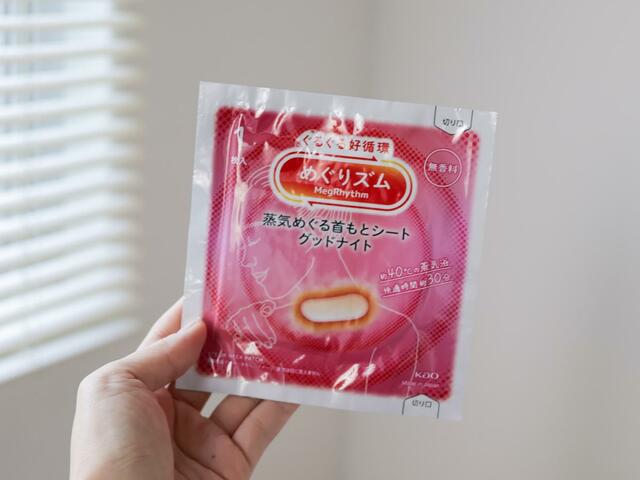 切り口
ぐるぐる好循環
1
枚入
めぐりズム
MegRhythm
無香料
蒸気めぐる首もとシート
グッドナイト
約40℃の蒸気浴
快適時間 約30分
NECK PATCH
Kao
Made in Japan
切り口